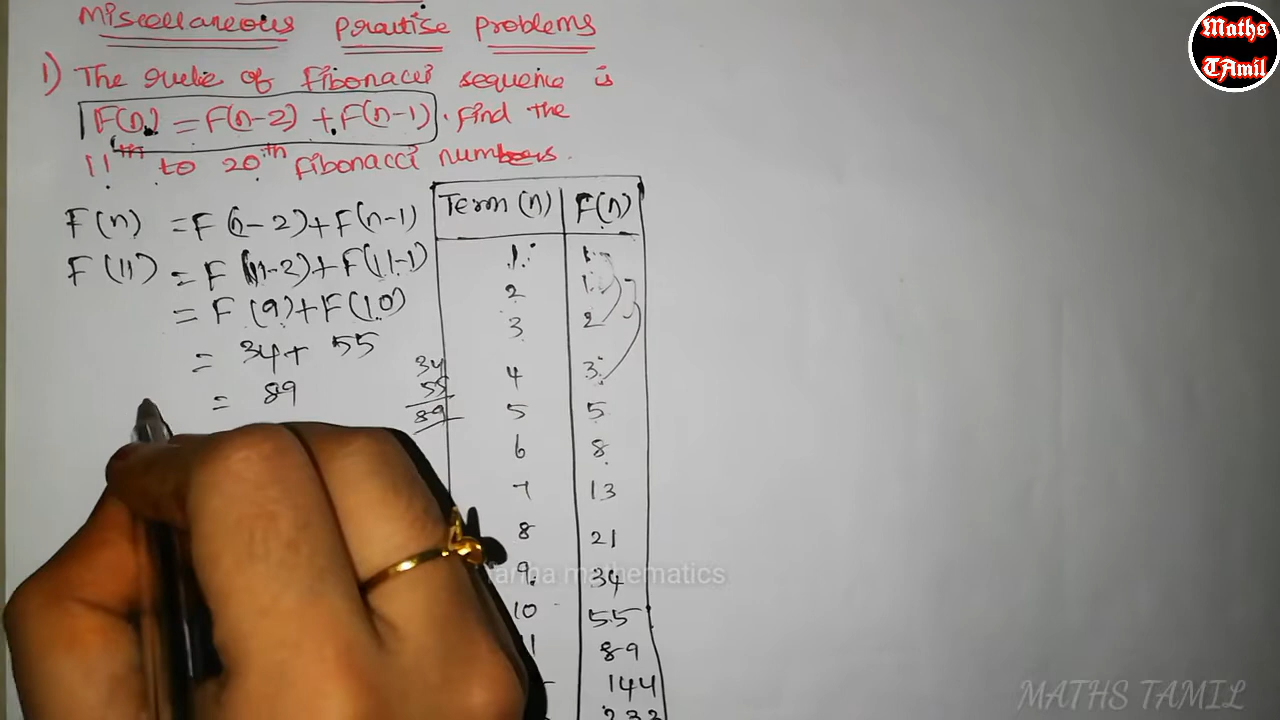 Miscellaneous Practise Problems
1) The rule of Fibonacci sequence is
F(n) = F(n-2) + F(n-1). Find the
11th to 20th Fibonacci numbers.
F(n) = F(n-2)+F(n-1)
F(11) = F(11-2)+F(11-1)
= F(9)+F(10)
= 34+ 55
= 89
34
55
89
Term (n) F(n)
1 1
2 1
3 2
4 3
5 5
6 8
7 13
8 21
9 34
10 55
11 89
144
233
Maths
TAmil
mathematics
MATHS TAMIL